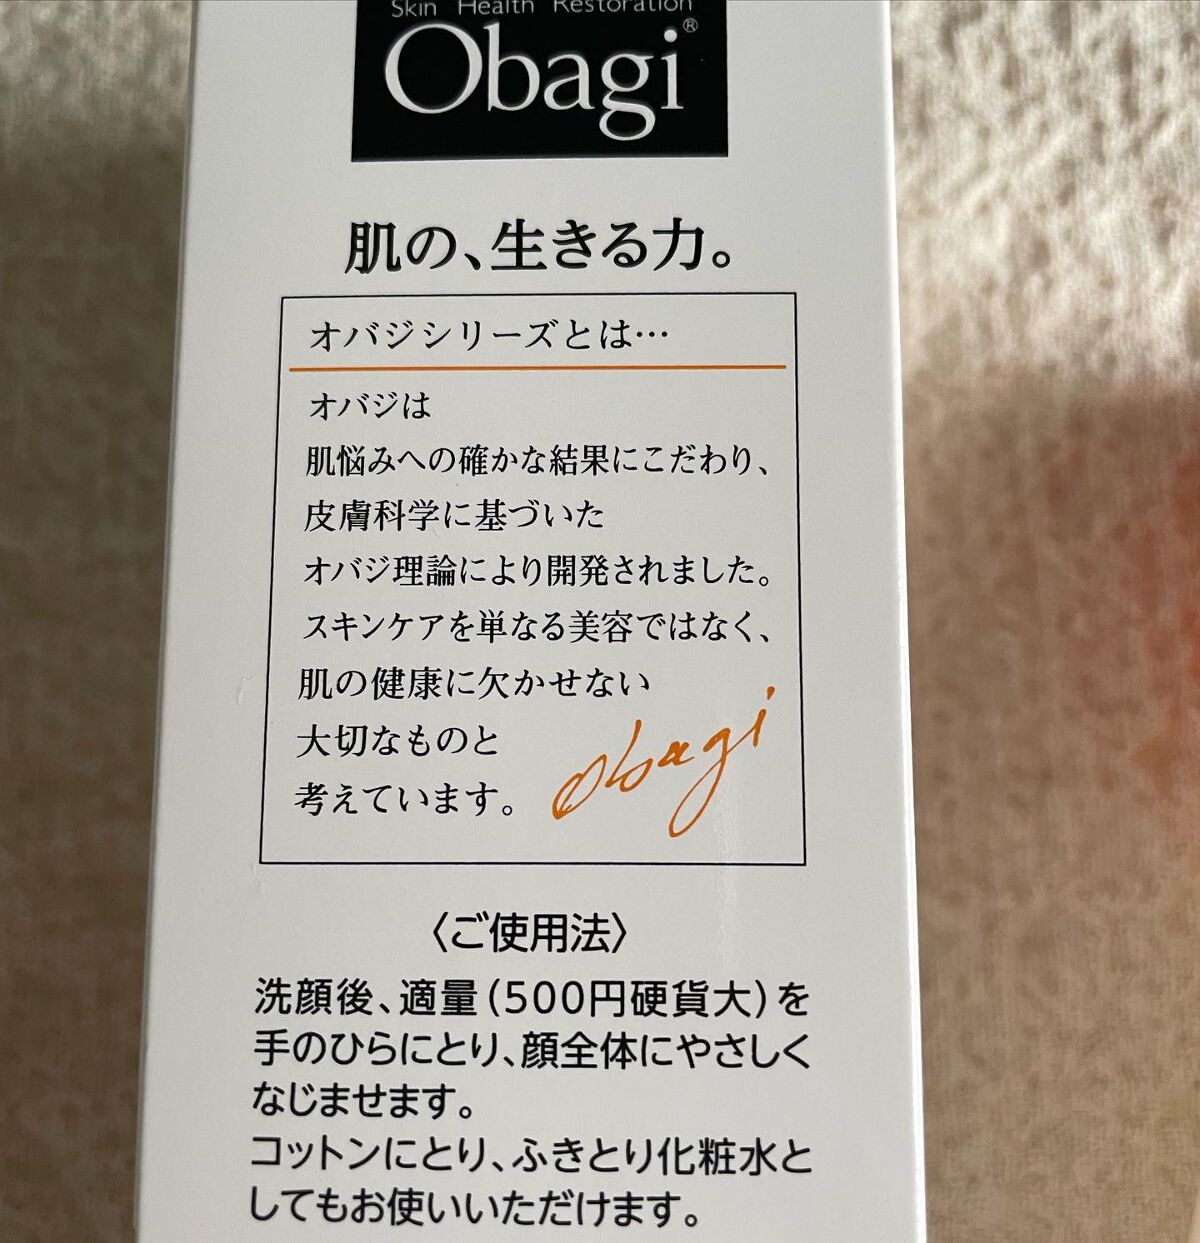 Skin Health Restoration
Obagi®
肌の、生きる力。
オバジシリーズとは…
オバジは
肌悩みへの確かな結果にこだわり、
皮膚科学に基づいた
オバジ理論により開発されました。
スキンケアを単なる美容ではなく、
肌の健康に欠かせない
大切なものと
考えています。
Obagi
〈ご使用法〉
洗顔後、適量(500円硬貨大)を
手のひらにとり、顔全体にやさしく
なじませます。
コットンにとり、ふきとり化粧水と
してもお使いいただけます。